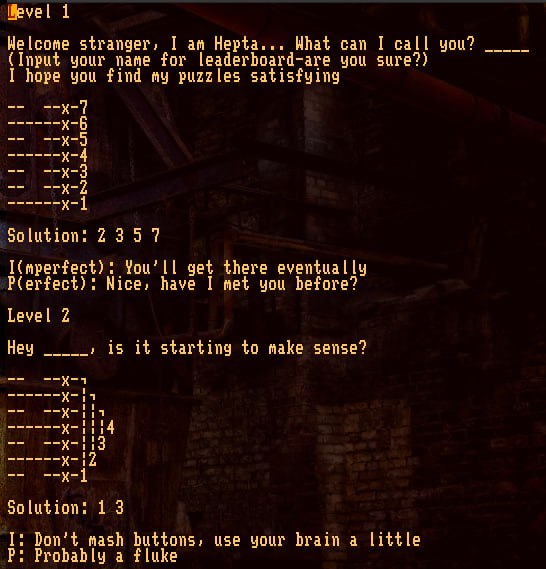 Level 1
Welcome stranger, I am Hepta... What can I call you? _____
(Input your name for leaderboard-are you sure?)
I hope you find my puzzles satisfying
--  --x-7
------x-6
--  --x-5
------x-4
--  --x-3
--  --x-2
------x-1
Solution: 2 3 5 7
I(mperfect): You'll get there eventually
P(erfect): Nice, have I met you before?
Level 2
Hey _____, is it starting to make sense?
--  --x-┐
------x-¦┐
--  --x-¦¦┐
------x-¦¦¦4
--  --x-¦¦3
------x-¦2
--  --x-1
Solution: 1 3
I: Don't mash buttons, use your brain a little
P: Probably a fluke